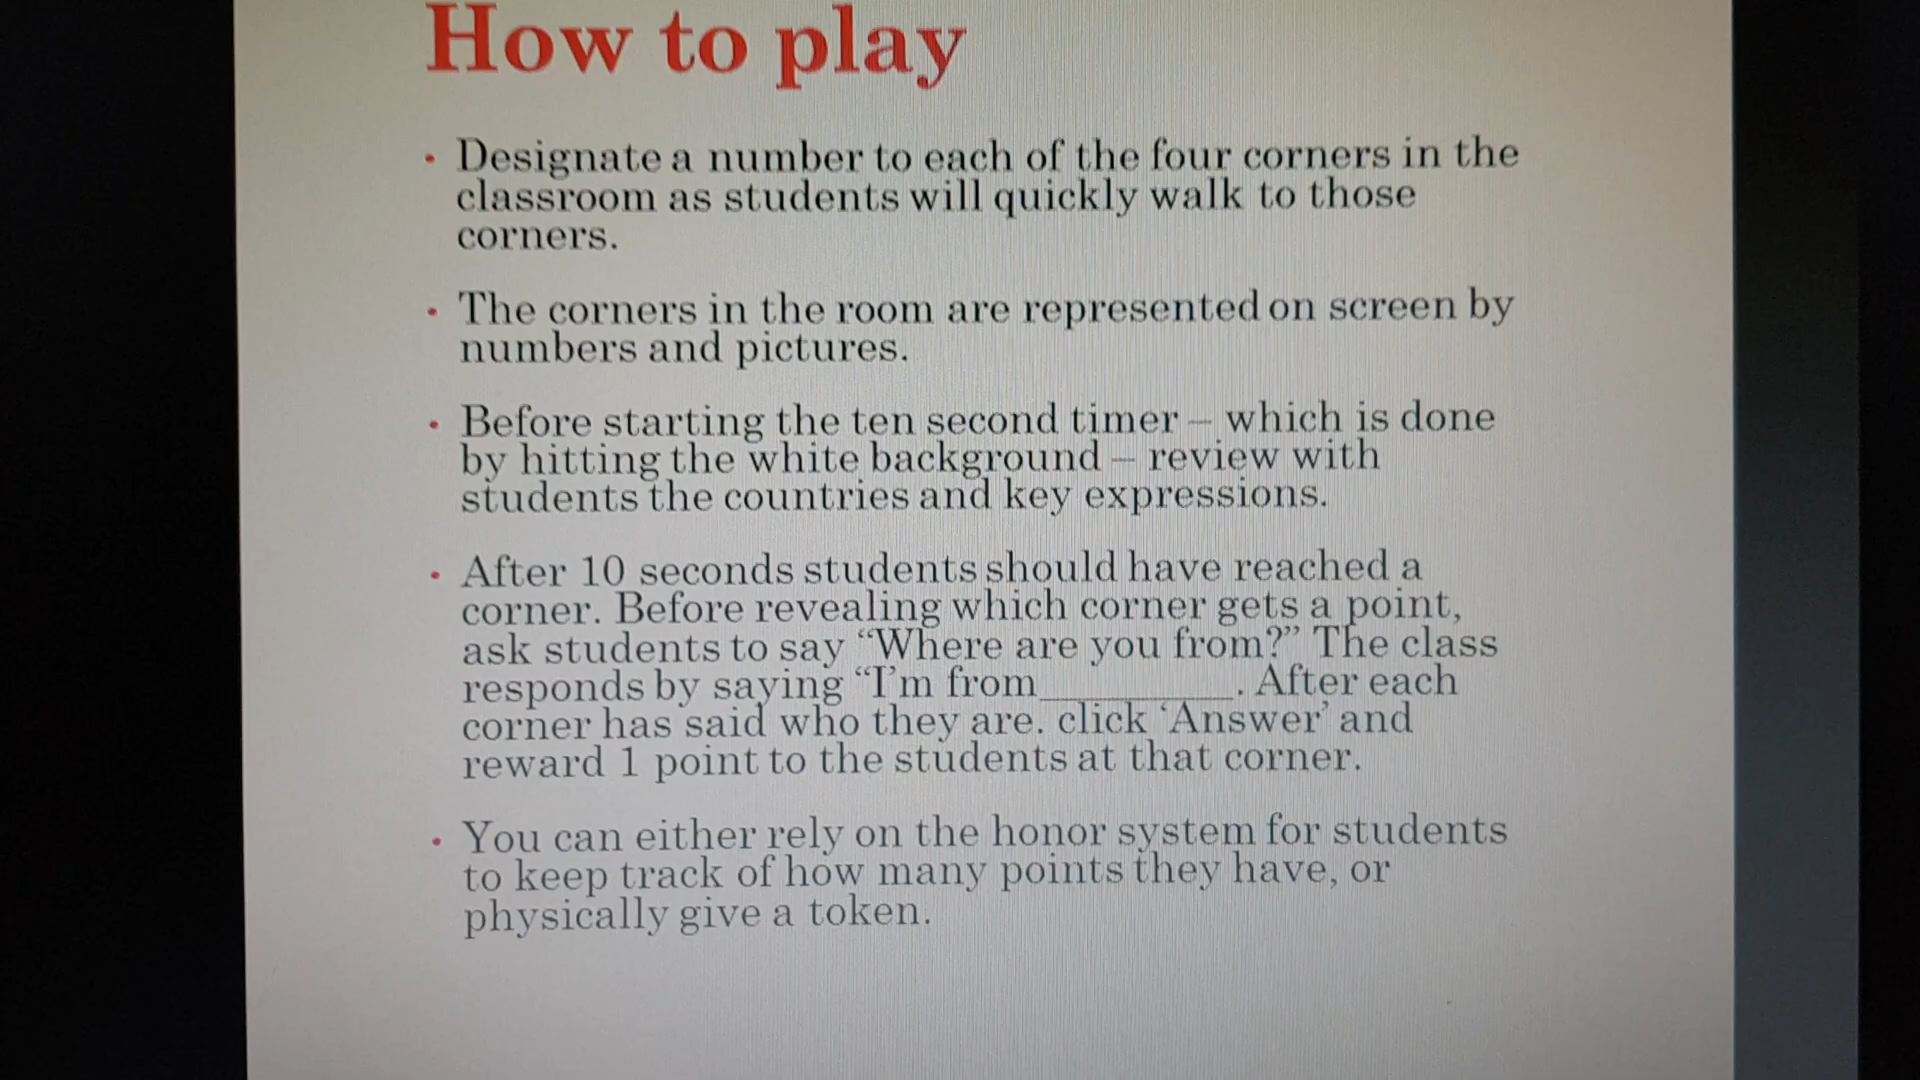 How to play
• Designate a number to each of the four corners in the
classroom as students will quickly walk to those
corners.
• The corners in the room are represented on screen by
numbers and pictures.
• Before starting the ten second timer – which is done
by hitting the white background – review with
students the countries and key expressions.
• After 10 seconds students should have reached a
corner. Before revealing which corner gets a point,
ask students to say “Where are you from?” The class
responds by saying “I’m from__________. After each
corner has said who they are. click ‘Answer’ and
reward 1 point to the students at that corner.
• You can either rely on the honor system for students
to keep track of how many points they have, or
physically give a token.